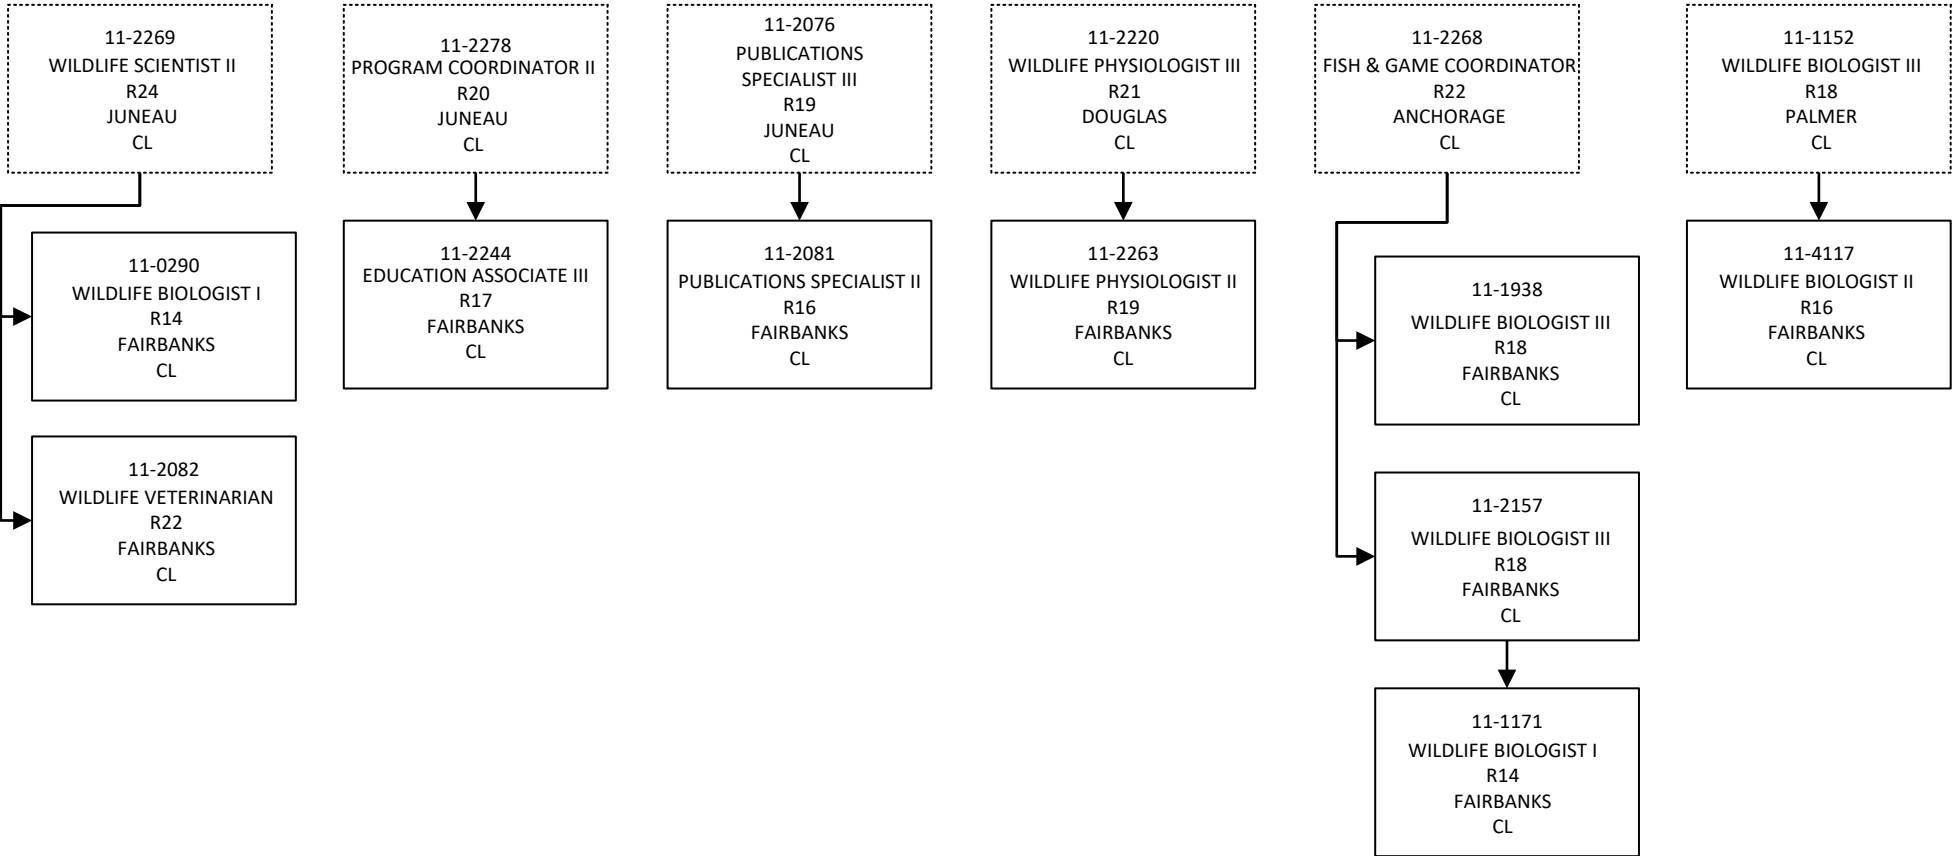 11-2269
WILDLIFE SCIENTIST II
R24
JUNEAU
CL
11-2278
PROGRAM COORDINATOR II
R20
JUNEAU
CL
11-2076
PUBLICATIONS
SPECIALIST III
R19
JUNEAU
CL
11-2220
WILDLIFE PHYSIOLOGIST III
R21
DOUGLAS
CL
11-2268
FISH & GAME COORDINATOR
R22
ANCHORAGE
CL
11-1152
WILDLIFE BIOLOGIST III
R18
PALMER
CL
11-0290
WILDLIFE BIOLOGIST I
R14
FAIRBANKS
CL
11-2244
EDUCATION ASSOCIATE III
R17
FAIRBANKS
CL
11-2081
PUBLICATIONS SPECIALIST II
R16
FAIRBANKS
CL
11-2263
WILDLIFE PHYSIOLOGIST II
R19
FAIRBANKS
CL
11-1938
WILDLIFE BIOLOGIST III
R18
FAIRBANKS
CL
11-4117
WILDLIFE BIOLOGIST II
R16
FAIRBANKS
CL
11-2082
WILDLIFE VETERINARIAN
R22
FAIRBANKS
CL
11-2157
WILDLIFE BIOLOGIST III
R18
FAIRBANKS
CL
11-1171
WILDLIFE BIOLOGIST I
R14
FAIRBANKS
CL